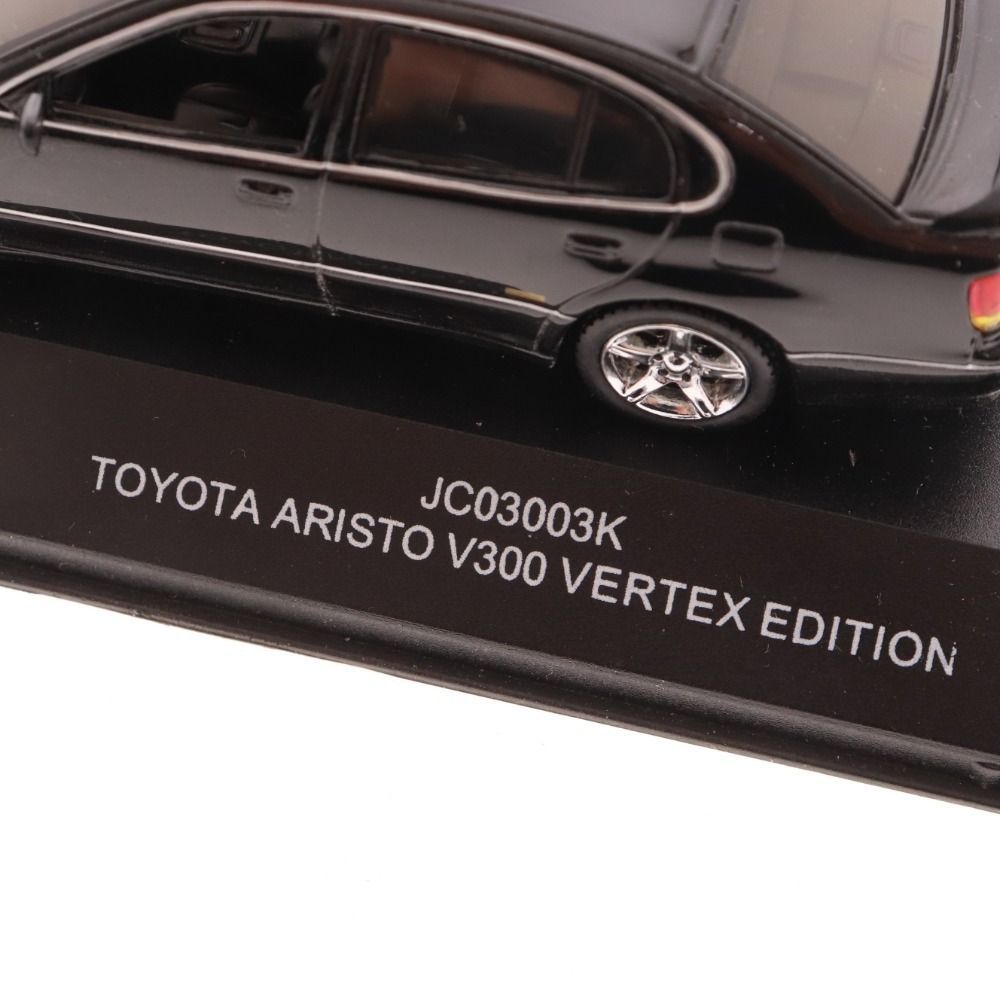 JC03003K
TOYOTA ARISTO V300 VERTEX EDITION